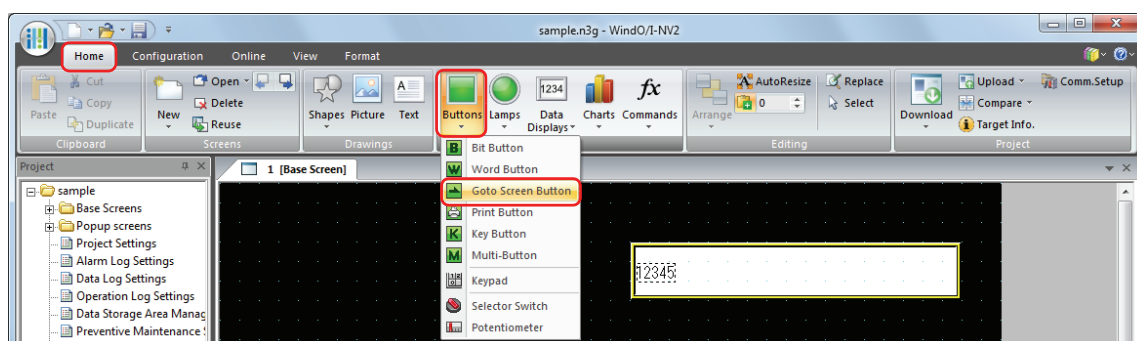 sample.n3g - WindO/I-NV2
Home Configuration Online View Format
Cut Open AutoResize Replace Upload Comm.Setup
Copy Delete 1234 fx 0 Select Compare
Paste Duplicate New Reuse Shapes Picture Text Buttons Lamps Data Displays Charts Commands Arrange Download Target Info.
Clipboard Screens Drawings Editing Project
Project 1 [Base Screen]
Bit Button
Word Button
sample Goto Screen Button
Base Screens Print Button
Popup screens Key Button
Project Settings Multi-Button
Alarm Log Settings
Data Log Settings Keypad 12345
Operation Log Settings Selector Switch
Data Storage Area Manag
Preventive Maintenance Potentiometer